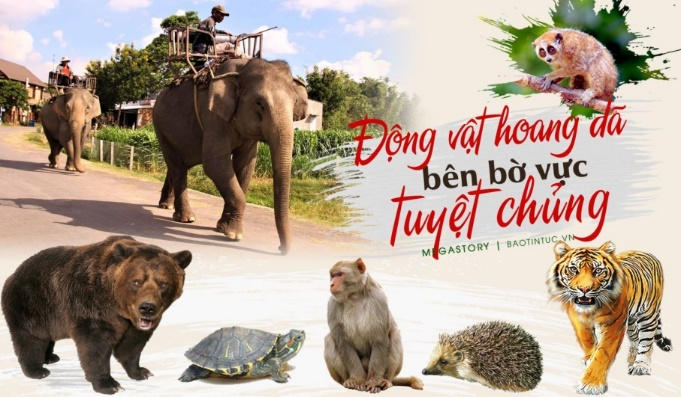 Động vật hoang dã
bên bờ vực
tuyệt chủng
MEGASTORY | BAOTINTUC.VN